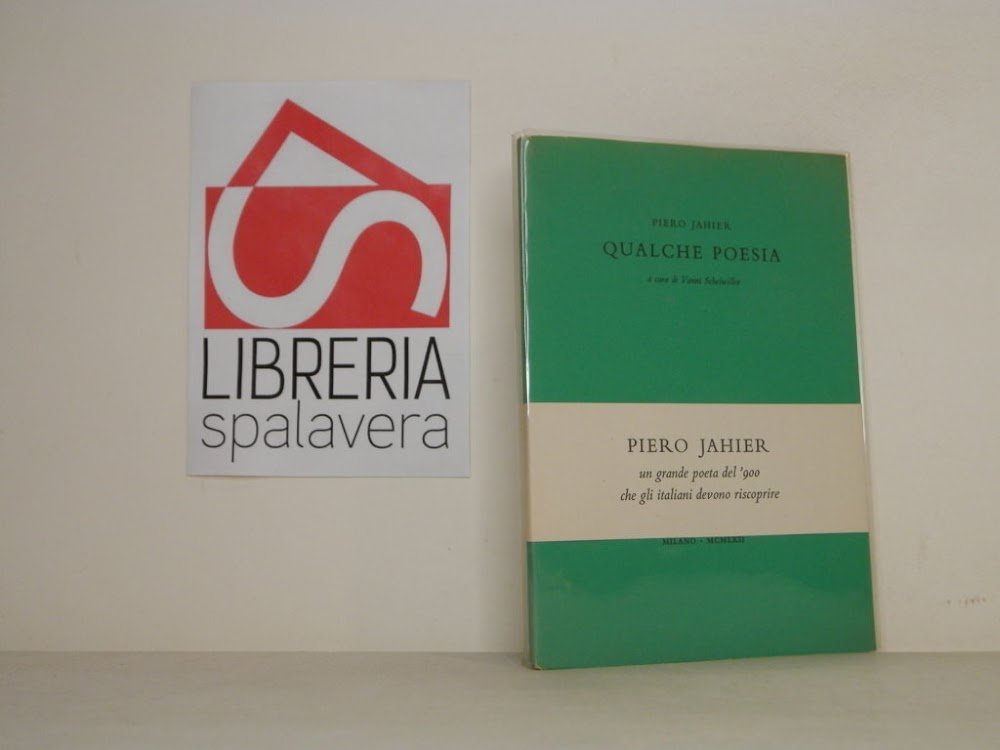 LIBRERIA
spalavera
PIERO JAHIER
QUALCHE POESIA
a cura di Vanni Scheiwiller
PIERO JAHIER
un grande poeta del '900
che gli italiani devono riscoprire
MILANO · MCMLXII